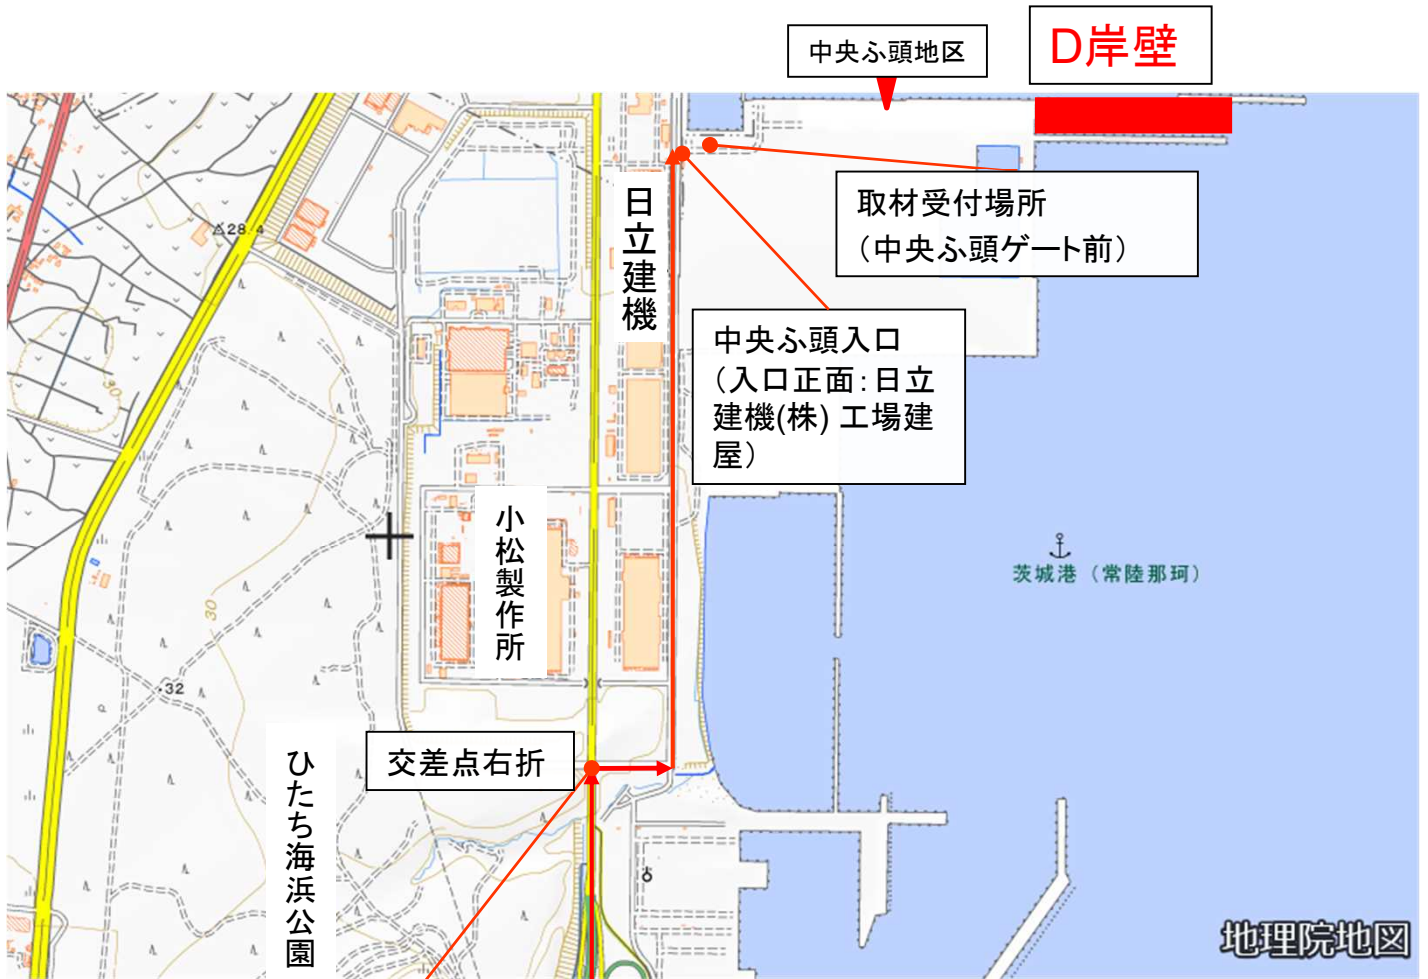 中央ふ頭地区
D岸壁
取材受付場所
（中央ふ頭ゲート前）
日立建機
28.4
中央ふ頭入口
（入口正面：日立
建機(株) 工場建
屋）
30
小松製作所
茨城港（常陸那珂）
30
32
交差点右折
ひたち海浜公園
地理院地図